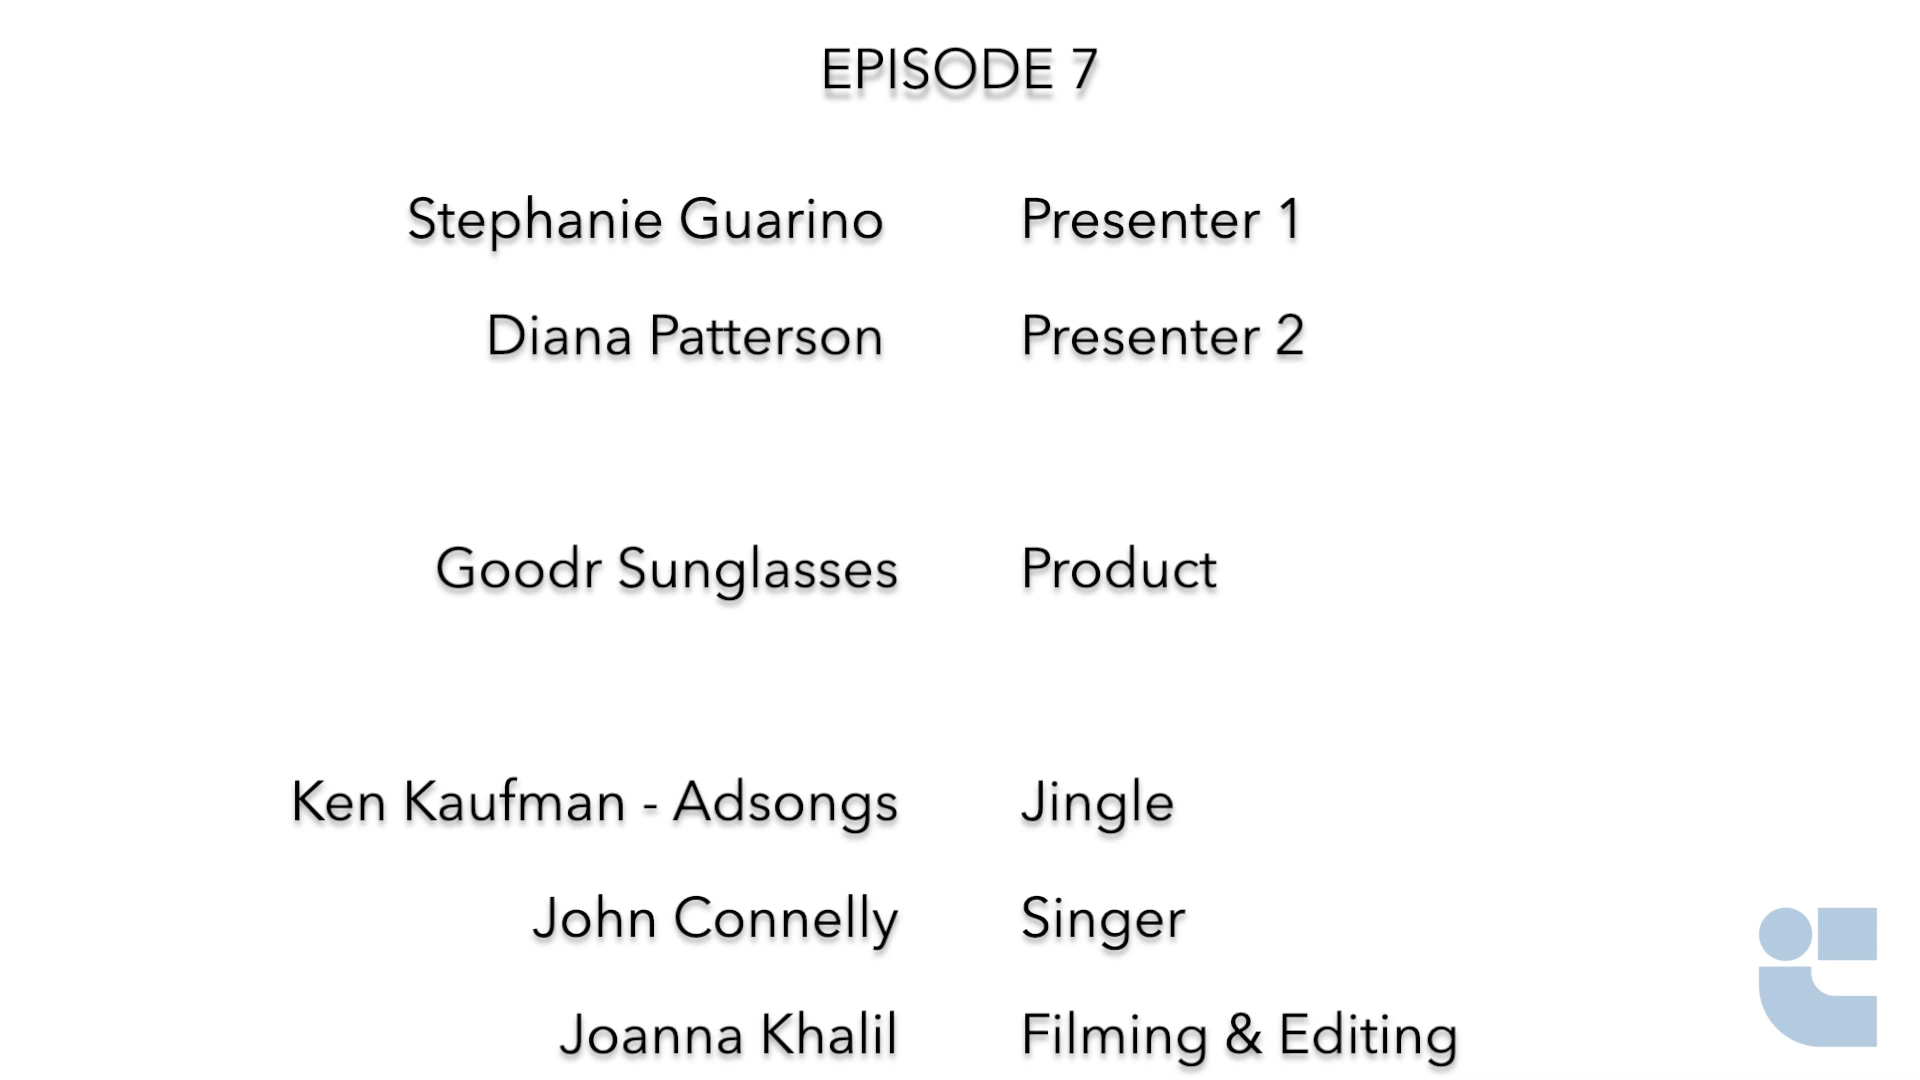 EPISODE 7
Stephanie Guarino Presenter 1
Diana Patterson Presenter 2
Goodr Sunglasses Product
Ken Kaufman - Adsongs Jingle
John Connelly Singer
Joanna Khalil Filming & Editing